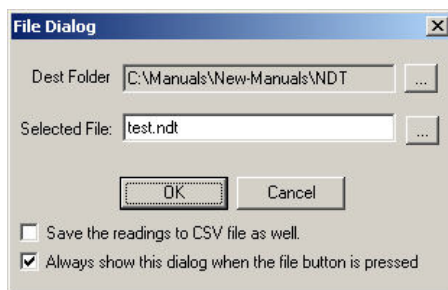 File Dialog
Dest Folder C:\Manuals\New-Manuals\NDT ...
Selected File: test.ndt ...
OK Cancel
Save the readings to CSV file as well.
Always show this dialog when the file button is pressed